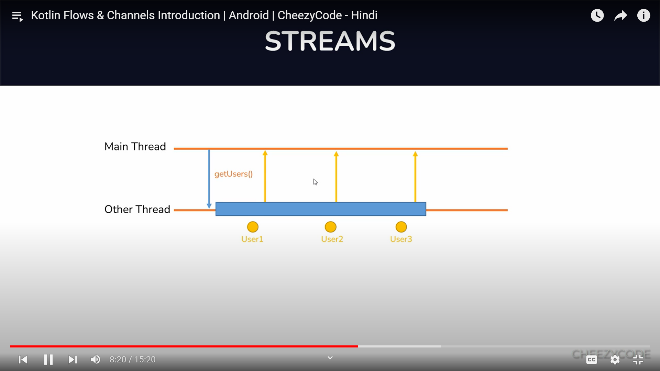 Kotlin Flows & Channels Introduction | Android | CheezyCode - Hindi
STREAMS
Main Thread
getUsers()
Other Thread
User1
User2
User3
CHEEZYCODE
8:20 / 15:20
CC